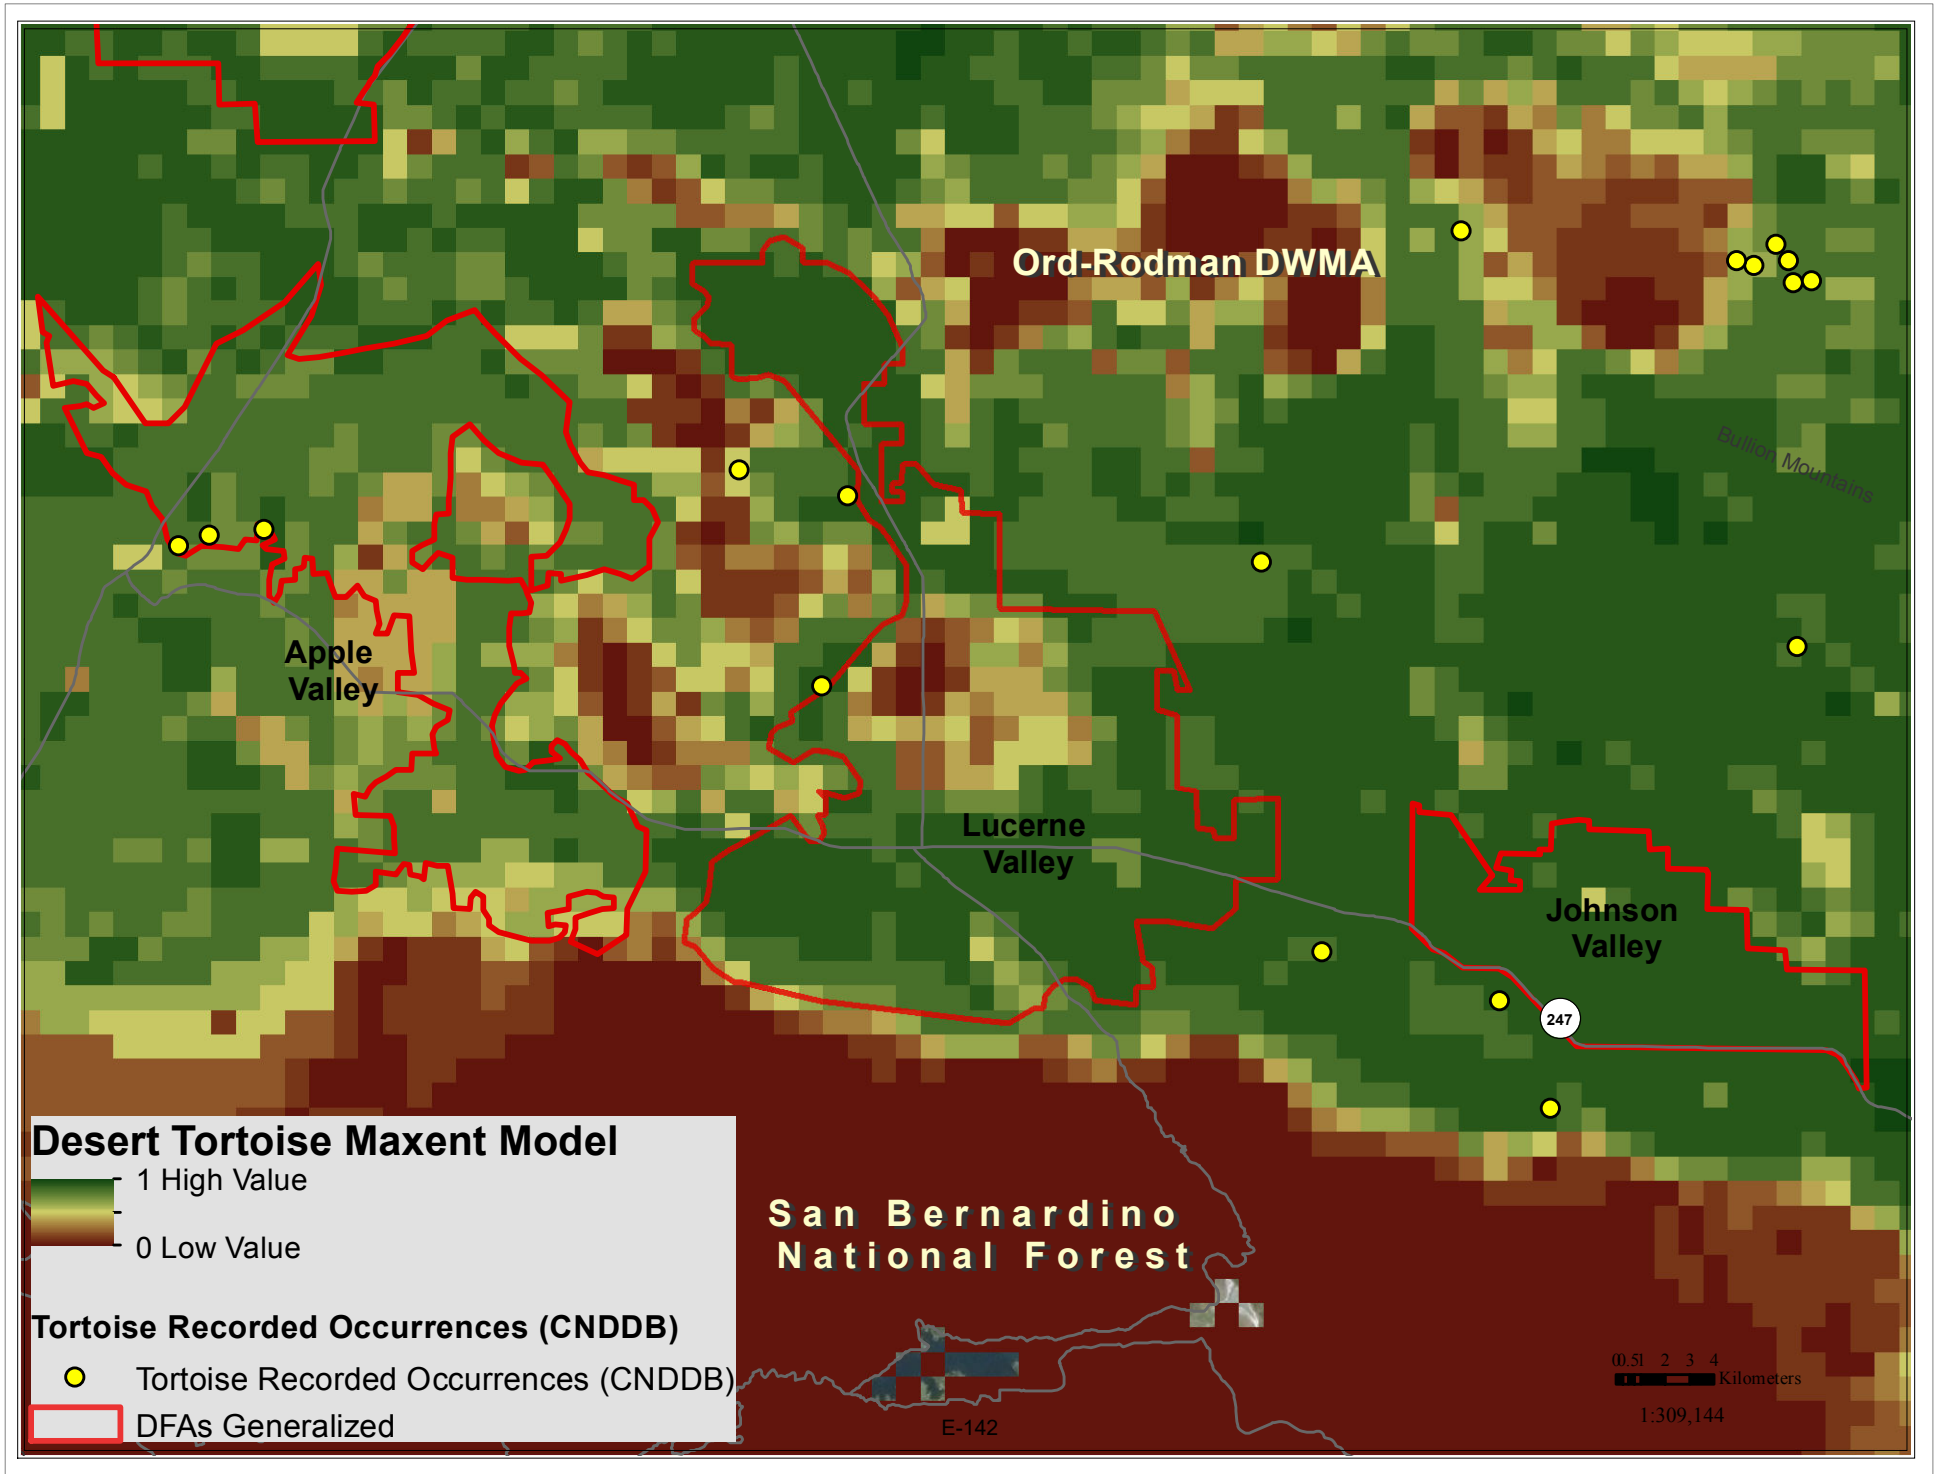 Ord-Rodman DWMA
Bullion Mountains
Apple
Valley
Lucerne
Valley
Johnson
Valley
247
Desert Tortoise Maxent Model
1 High Value
0 Low Value
Tortoise Recorded Occurrences (CNDDB)
Tortoise Recorded Occurrences (CNDDB)
DFAs Generalized
San Bernardino
National Forest
E-142
0 0.5 1 2 3 4
Kilometers
1:309,144